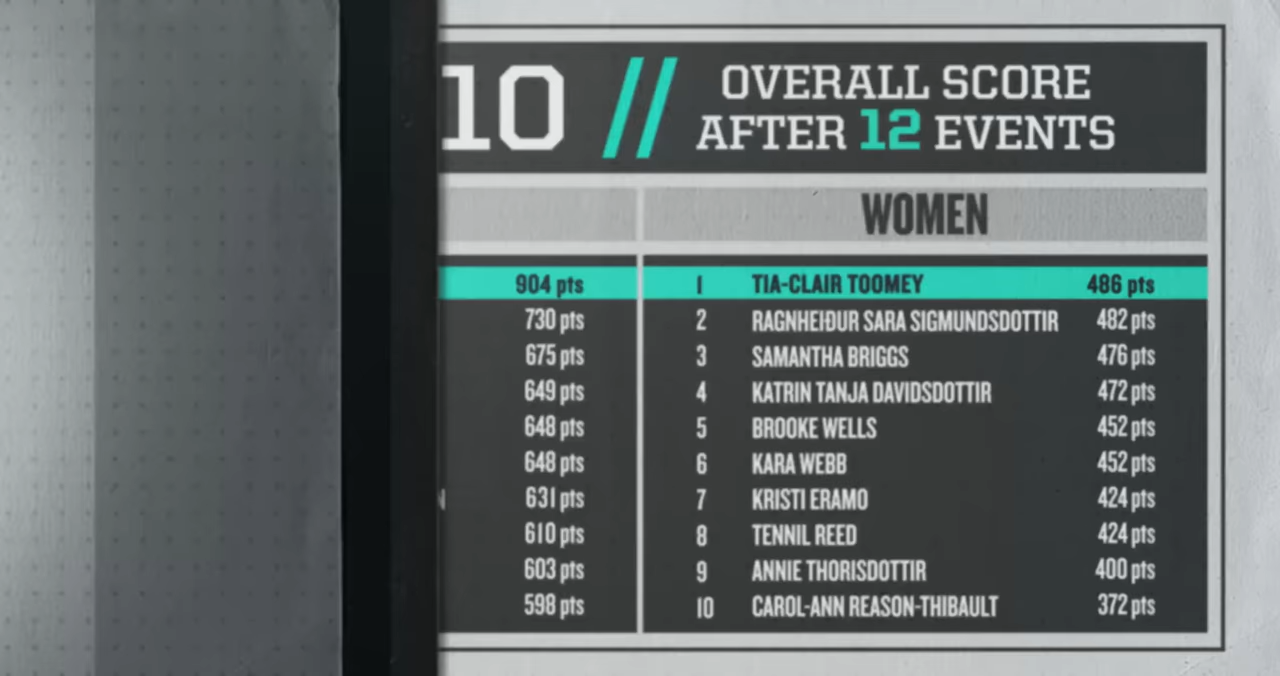 10 // OVERALL SCORE
AFTER 12 EVENTS
WOMEN
904 pts
730 pts
675 pts
649 pts
648 pts
648 pts
N 631 pts
610 pts
603 pts
598 pts
1 TIA-CLAIR TOOMEY 486 pts
2 RAGNHEIÐUR SARA SIGMUNDSDOTTIR 482 pts
3 SAMANTHA BRIGGS 476 pts
4 KATRIN TANJA DAVIDSDOTTIR 472 pts
5 BROOKE WELLS 452 pts
6 KARA WEBB 452 pts
7 KRISTI ERAMO 424 pts
8 TENNIL REED 424 pts
9 ANNIE THORISDOTTIR 400 pts
10 CAROL-ANN REASON-THIBAULT 372 pts